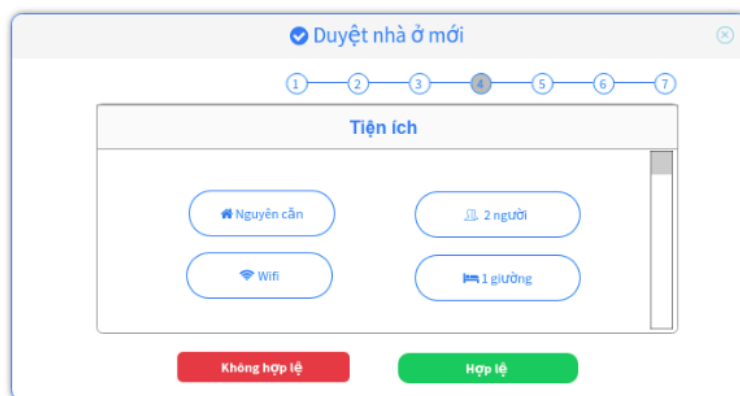 Duyệt nhà ở mới
1 2 3 4 5 6 7
Tiện ích
Nguyên căn 2 người
Wifi 1 giường
Không hợp lệ Hợp lệ